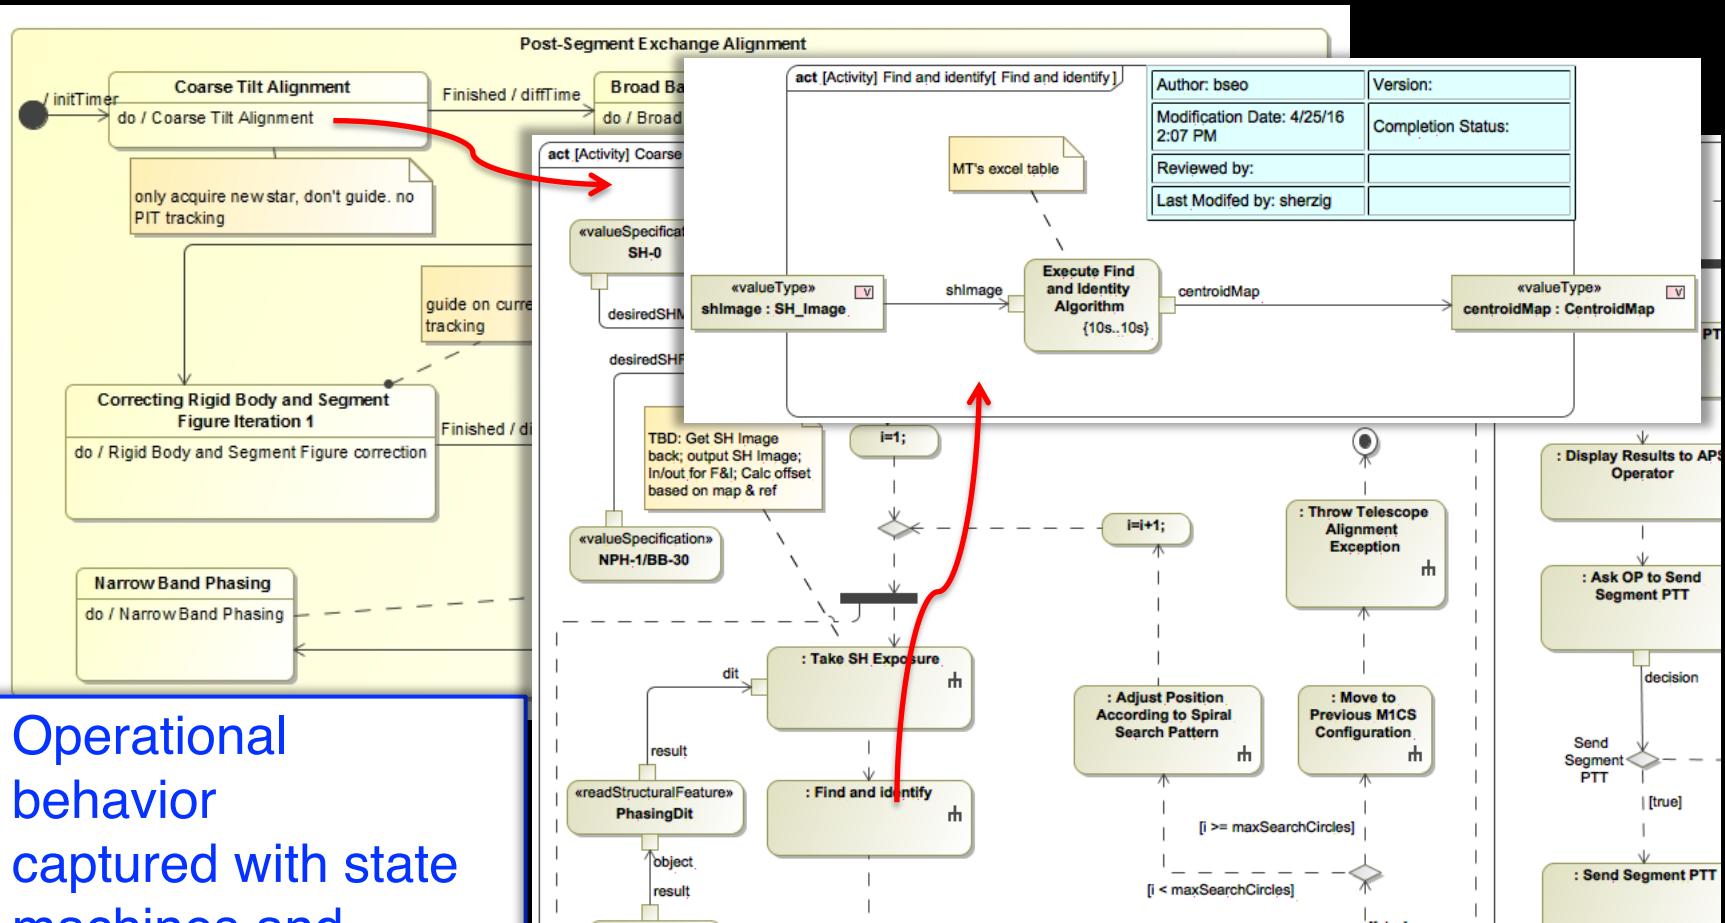 Post-Segment Exchange Alignment
/ initTimer
Coarse Tilt Alignment
do / Coarse Tilt Alignment
Finished / diffTime
Broad
do / Broad
only acquire new star, don't guide. no
PIT tracking
guide on
tracking
Correcting Rigid Body and Segment
Figure Iteration 1
do / Rigid Body and Segment Figure correction
Finished /
Narrow Band Phasing
do / Narrow Band Phasing
Operational
behavior
captured with state
machines and
act [Activity] Coarse
SH-0
NPH-1/BB-30
«valueSpecification»
TBD: Get SH Image
back; output SH Image;
In/out for F&I; Calc offset
based on map & ref
i=1;
i=i+1;
: Take SH Exposure
dit
result
«readStructuralFeature»
PhasingDit
object
result
: Find and identify
: Adjust Position
According to Spiral
Search Pattern
: Move to
Previous M1CS
Configuration
: Throw Telescope
Alignment
Exception
[i >= maxSearchCircles]
[i < maxSearchCircles]
act [Activity] Find and identify[ Find and identify ]
Author: bseo
Version:
Modification Date: 4/25/16
2:07 PM
Completion Status:
Reviewed by:
Last Modifed by: sherzig
MT's excel table
«valueType»
shImage : SH_Image
shImage
Execute Find
and Identity
Algorithm
{10s..10s}
centroidMap
«valueType»
centroidMap : CentroidMap
: Display Results to APS
Operator
: Ask OP to Send
Segment PTT
decision
Send
Segment
PTT
[true]
: Send Segment PTT